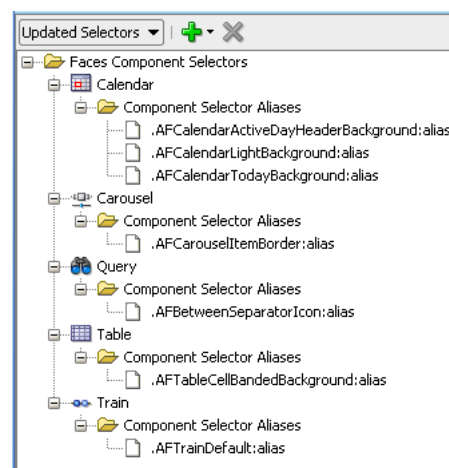 Updated Selectors
Faces Component Selectors
Calendar
Component Selector Aliases
.AFCalendarActiveDayHeaderBackground:alias
.AFCalendarLightBackground:alias
.AFCalendarTodayBackground:alias
Carousel
Component Selector Aliases
.AFCarouselItemBorder:alias
Query
Component Selector Aliases
.AFBetweenSeparatorIcon:alias
Table
Component Selector Aliases
.AFTableCellBandedBackground:alias
Train
Component Selector Aliases
.AFTrainDefault:alias